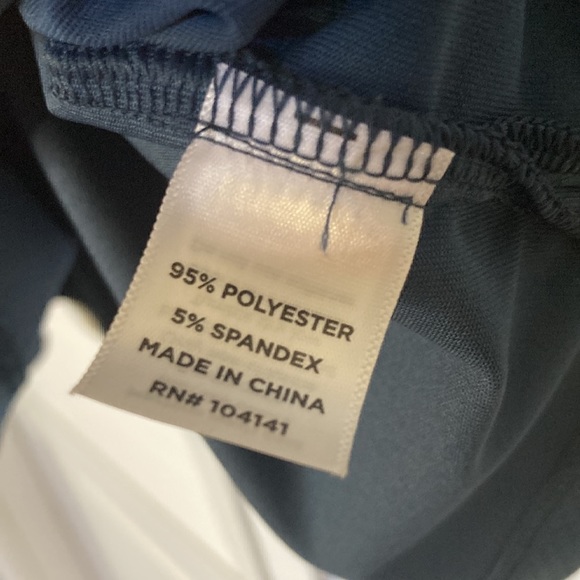 95% POLYESTER
5% SPANDEX
MADE IN CHINA
RN# 104141